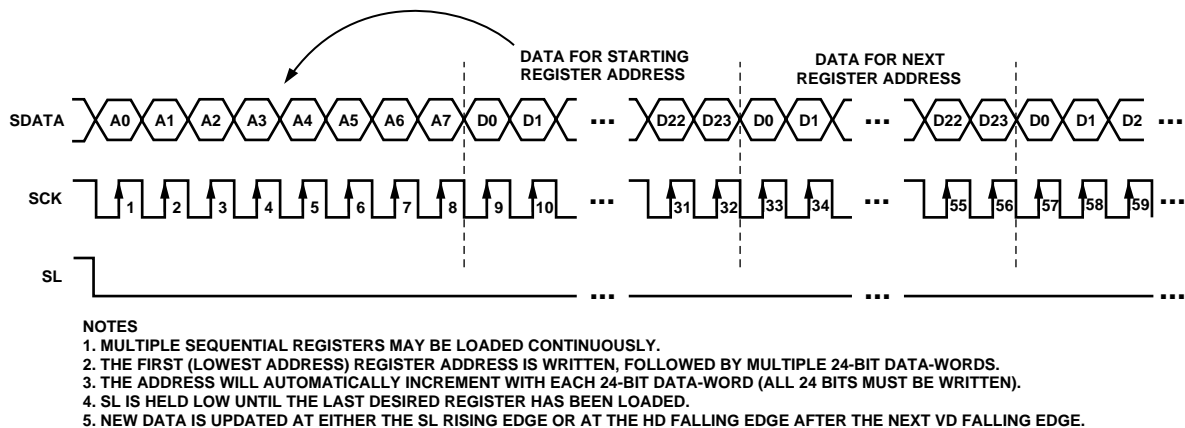 DATA FOR STARTING
REGISTER ADDRESS
DATA FOR NEXT
REGISTER ADDRESS
SDATA A0 A1 A2 A3 A4 A5 A6 A7 D0 D1 ... D22 D23 D0 D1 ... D22 D23 D0 D1 D2 ...
SCK 1 2 3 4 5 6 7 8 9 10 ... 31 32 33 34 ... 55 56 57 58 59 ...
SL ... ... ...
NOTES
1. MULTIPLE SEQUENTIAL REGISTERS MAY BE LOADED CONTINUOUSLY.
2. THE FIRST (LOWEST ADDRESS) REGISTER ADDRESS IS WRITTEN, FOLLOWED BY MULTIPLE 24-BIT DATA-WORDS.
3. THE ADDRESS WILL AUTOMATICALLY INCREMENT WITH EACH 24-BIT DATA-WORD (ALL 24 BITS MUST BE WRITTEN).
4. SL IS HELD LOW UNTIL THE LAST DESIRED REGISTER HAS BEEN LOADED.
5. NEW DATA IS UPDATED AT EITHER THE SL RISING EDGE OR AT THE HD FALLING EDGE AFTER THE NEXT VD FALLING EDGE.